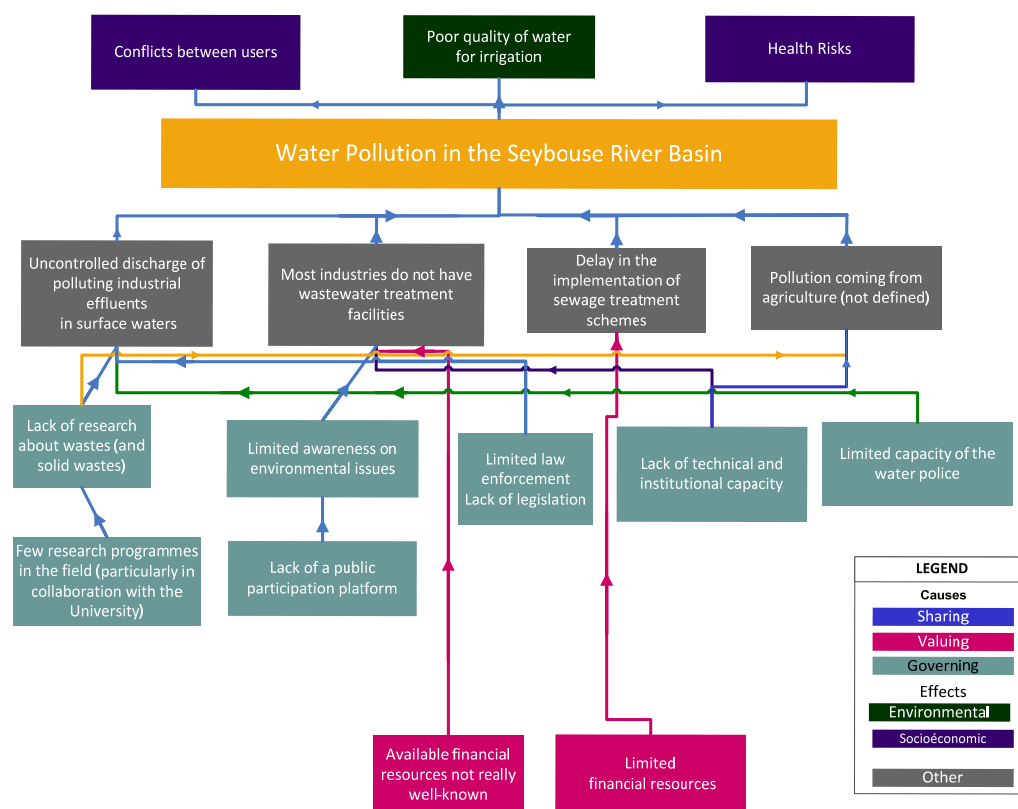 Conflicts between users
Poor quality of water
for irrigation
Health Risks
Water Pollution in the Seybouse River Basin
Uncontrolled discharge of
polluting industrial
effluents
in surface waters
Most industries do not have
wastewater treatment
facilities
Delay in the
implementation of
sewage treatment
schemes
Pollution coming from
agriculture (not defined)
Lack of research
about wastes (and
solid wastes)
Limited awareness on
environmental issues
Limited law
enforcement
Lack of legislation
Lack of technical and
institutional capacity
Limited capacity of the
water police
Few research programmes
in the field (particularly in
collaboration with the
University)
Lack of a public
participation platform
Available financial
resources not really
well-known
Limited
financial resources
LEGEND
Causes
Sharing
Valuing
Governing
Effects
Environmental
Socioéconomic
Other